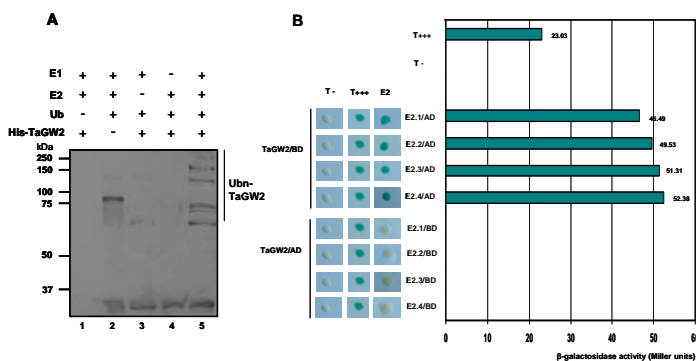 A
E1 + + + - +
E2 + + - + +
Ub - + + + +
His-TaGW2 + - + + +
kDa
250
150
100
75
50
37
Ubn-
TaGW2
1 2 3 4 5
B
T - T+++ E2
TaGW2/BD
TaGW2/AD
E2.1/AD
E2.2/AD
E2.3/AD
E2.4/AD
E2.1/BD
E2.2/BD
E2.3/BD
E2.4/BD
T+++
T -
23.03
49.53
51.31
52.38
0 10 20 30 40 50 60
β-galactosidase activity (Miller units)